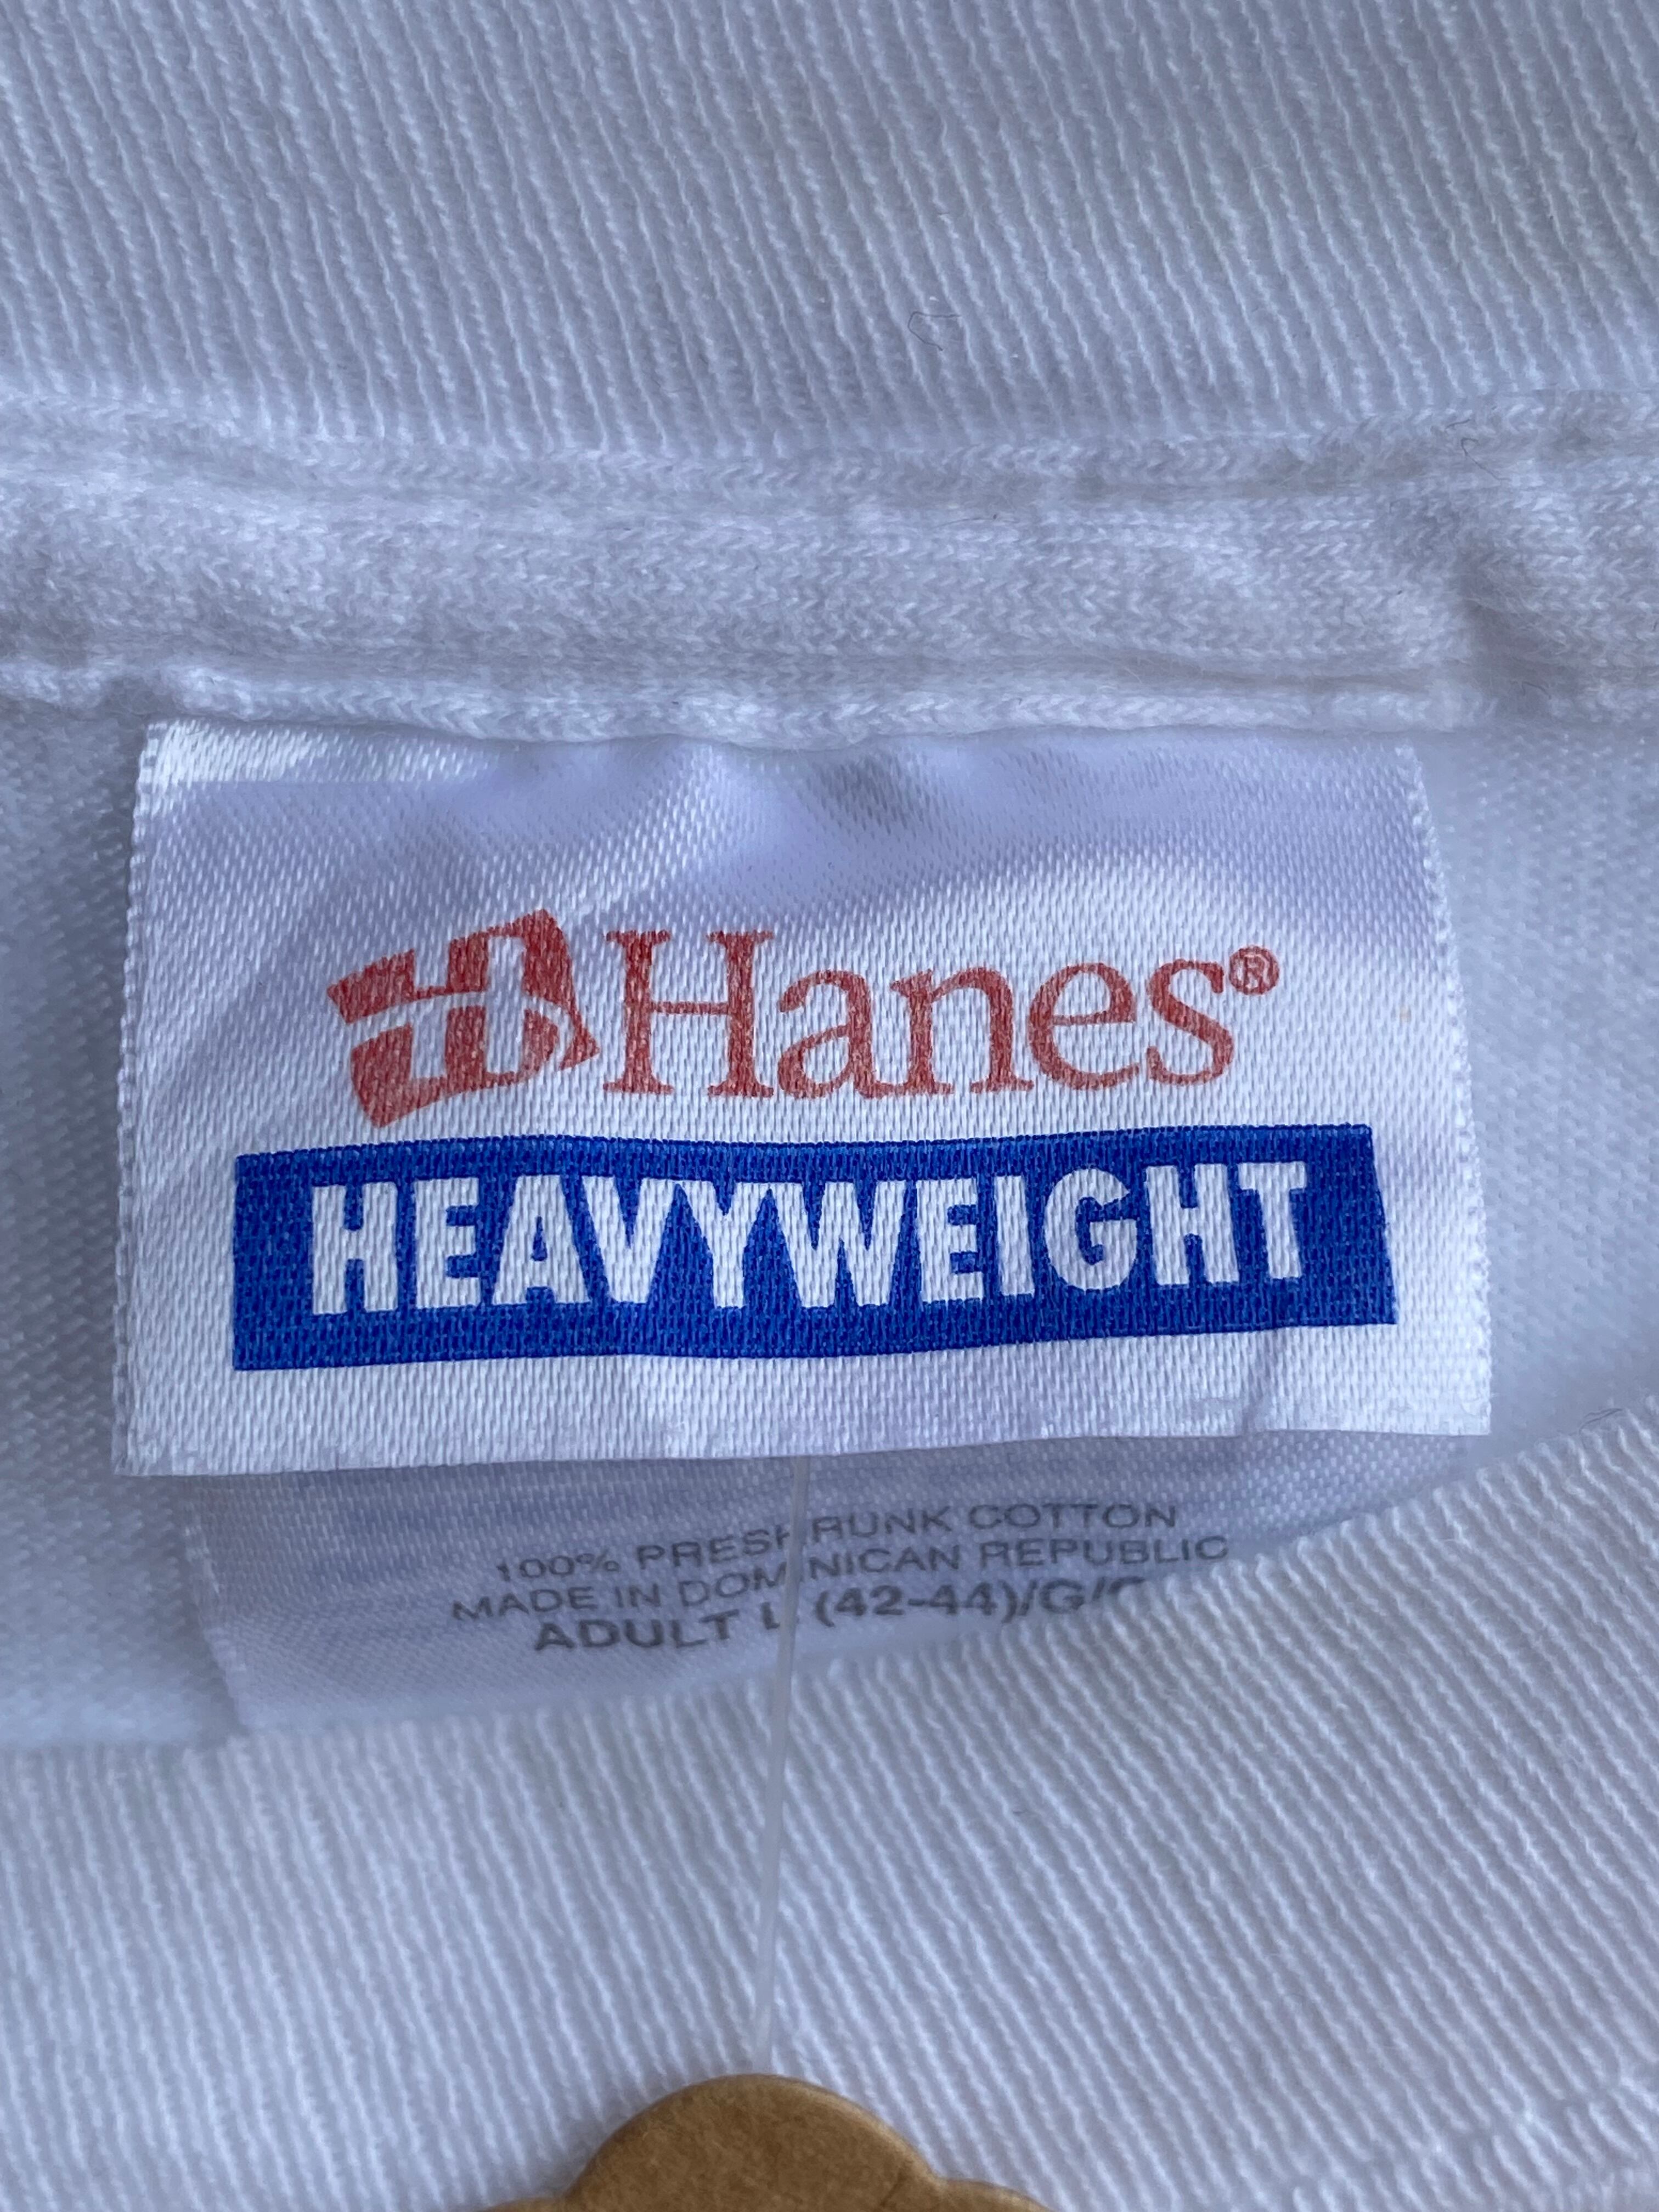 Hanes®
HEAVYWEIGHT
100% PRESHRUNK COTTON
MADE IN DOMINICAN REPUBLIC
ADULT L (42-44)/G/G